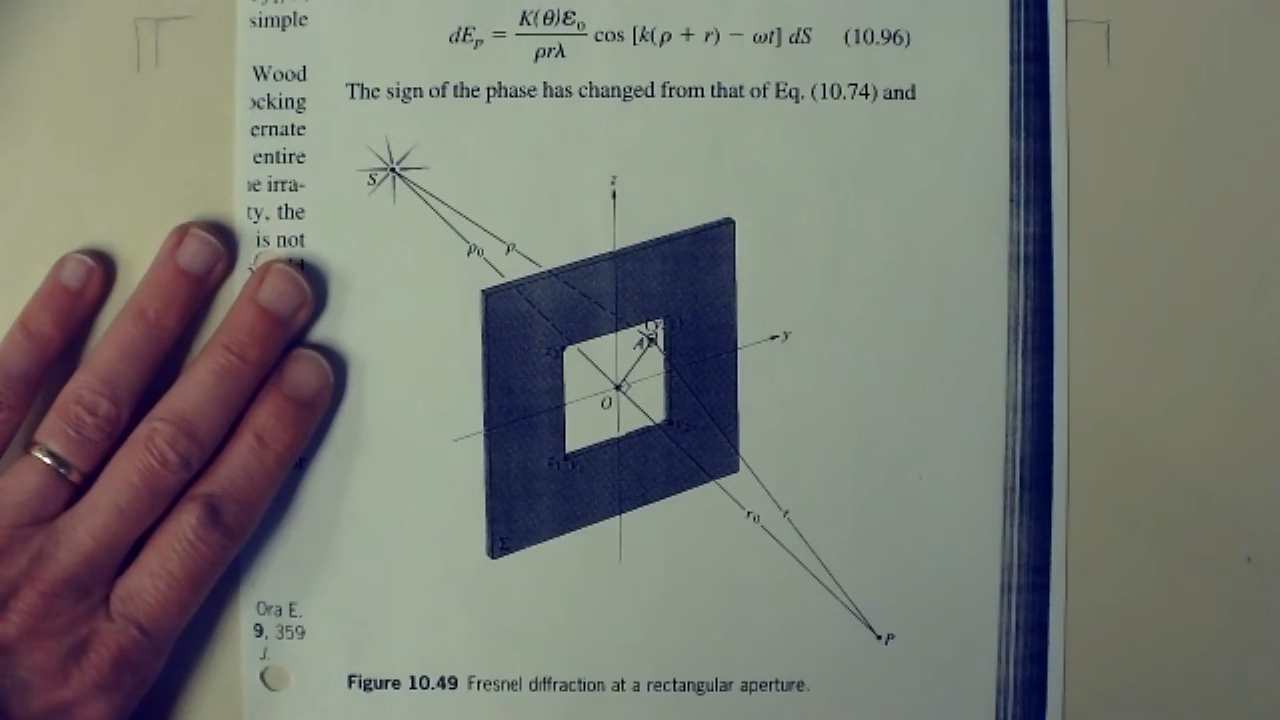 simple
Wood
ocking
ernate
entire
e irra-
ty, the
is not
dE_p = K(θ)ε₀ / ρrλ cos [k(ρ + r) − ωt] dS (10.96)
The sign of the phase has changed from that of Eq. (10.74) and
S
z
ρ₀
ρ
y
A
O
r₀
r
Σ
P
Ora E.
9, 359
J.
Figure 10.49 Fresnel diffraction at a rectangular aperture.